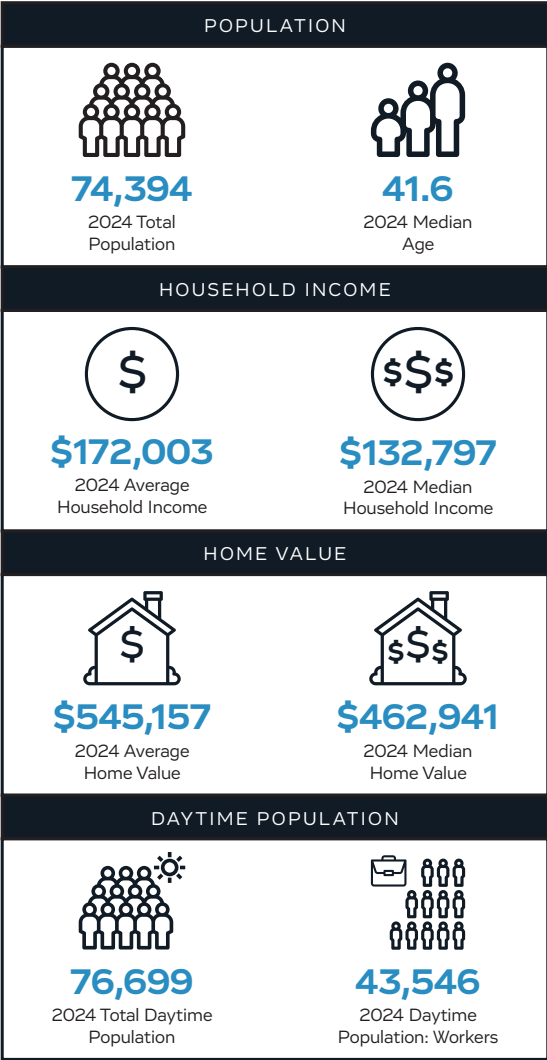 POPULATION
74,394
2024 Total
Population
41.6
2024 Median
Age
HOUSEHOLD INCOME
$
$172,003
2024 Average
Household Income
$$$
$132,797
2024 Median
Household Income
HOME VALUE
$
$545,157
2024 Average
Home Value
$$$
$462,941
2024 Median
Home Value
DAYTIME POPULATION
76,699
2024 Total Daytime
Population
43,546
2024 Daytime
Population: Workers